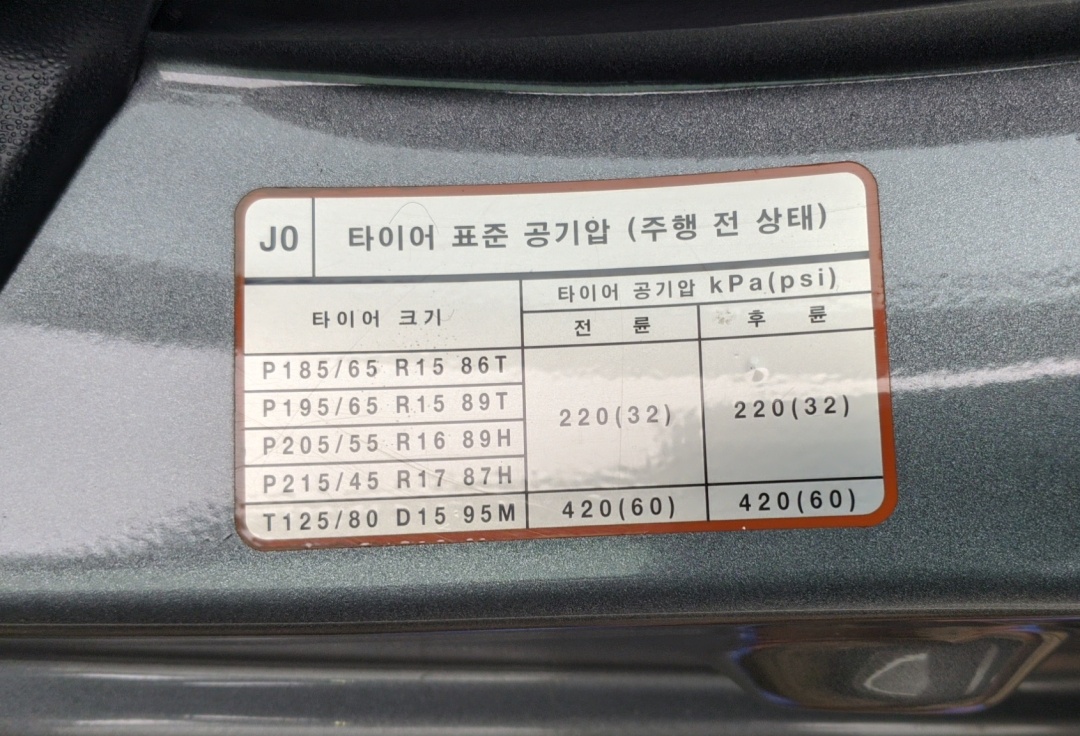 J0 타이어 표준 공기압 (주행 전 상태)
타이어 크기 타이어 공기압 kPa(psi)
전 륜 후 륜
P185/65 R15 86T
P195/65 R15 89T
P205/55 R16 89H
P215/45 R17 87H
220(32) 220(32)
T125/80 D15 95M 420(60) 420(60)